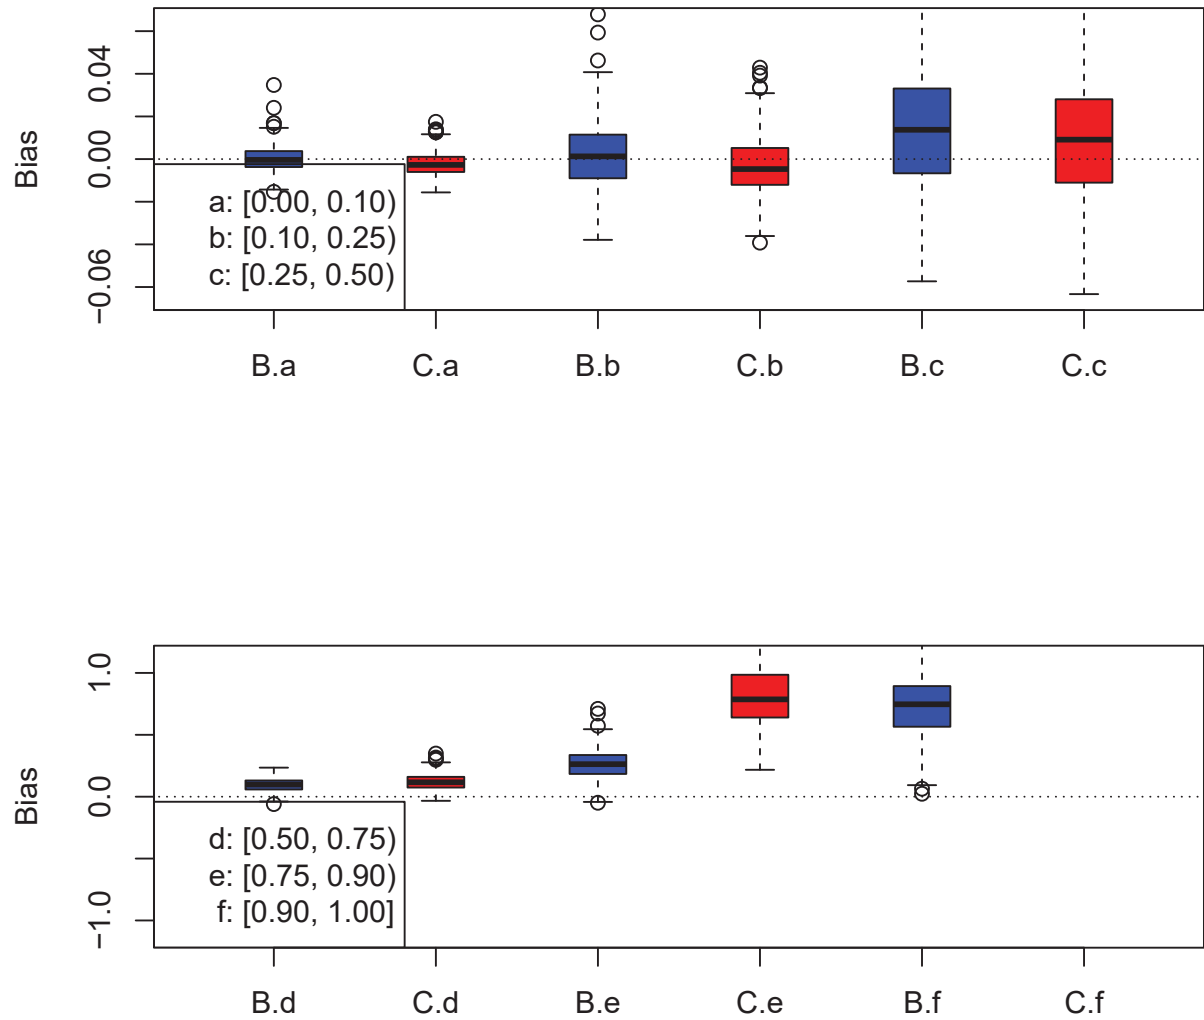 Bias
0.04
0.00
−0.06
a: [0.00, 0.10)
b: [0.10, 0.25)
c: [0.25, 0.50)
B.a C.a B.b C.b B.c C.c
Bias
1.0
0.0
−1.0
d: [0.50, 0.75)
e: [0.75, 0.90)
f: [0.90, 1.00]
B.d C.d B.e C.e B.f C.f